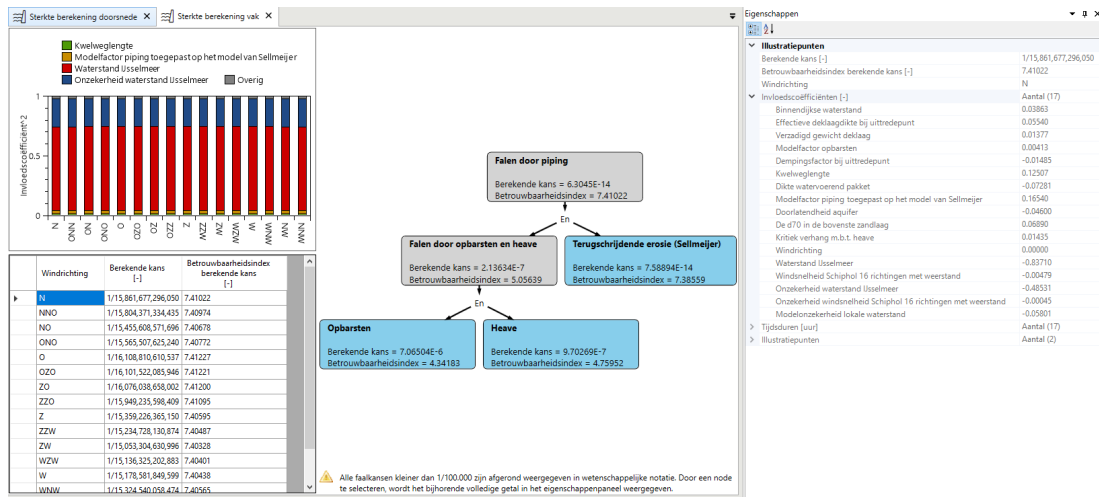 Sterkte berekening doorsnede
Sterkte berekening vak
Kwelweglengte
Modelfactor piping toegepast op het model van Sellmeijer
Waterstand IJsselmeer
Onzekerheid waterstand IJsselmeer
Overig
Invloedscoëfficiënt^2
1
0.5
0
N
NNO
NO
ONO
O
OZO
ZO
ZZO
Z
ZZW
ZW
WZW
W
WNW
NW
NNW
Windrichting Berekende kans [-] Betrouwbaarheidsindex berekende kans [-]
N 1/15,861,677,296,050 7.41022
NNO 1/15,804,371,334,435 7.40974
NO 1/15,455,608,571,696 7.40678
ONO 1/15,565,507,625,240 7.40772
O 1/16,108,810,610,537 7.41227
OZO 1/16,101,522,085,946 7.41221
ZO 1/16,076,038,658,002 7.41200
ZZO 1/15,949,235,598,409 7.41095
Z 1/15,359,226,365,150 7.40595
ZZW 1/15,234,728,130,874 7.40487
ZW 1/15,053,304,630,996 7.40328
WZW 1/15,136,325,202,883 7.40401
W 1/15,178,581,849,599 7.40438
WNW 1/15,324,540,058,474 7.40565
Falen door piping
Berekende kans = 6.3045E-14
Betrouwbaarheidsindex = 7.41022
En
Falen door opbarsten en heave
Berekende kans = 2.13634E-7
Betrouwbaarheidsindex = 5.05639
Terugschrijdende erosie (Sellmeijer)
Berekende kans = 7.58894E-14
Betrouwbaarheidsindex = 7.38559
En
Opbarsten
Berekende kans = 7.06504E-6
Betrouwbaarheidsindex = 4.34183
Heave
Berekende kans = 9.70269E-7
Betrouwbaarheidsindex = 4.75952
Alle faalkansen kleiner dan 1/100.000 zijn afgerond weergegeven in wetenschappelijke notatie. Door een node
te selecteren, wordt het bijhorende volledige getal in het eigenschappenpaneel weergegeven.
Eigenschappen
Illustratiepunten
Berekende kans [-] 1/15,861,677,296,050
Betrouwbaarheidsindex berekende kans [-] 7.41022
Windrichting N
Invloedscoëfficiënten [-] Aantal (17)
Binnendijkse waterstand 0.03863
Effectieve deklaagdikte bij uittredepunt 0.05540
Verzadigd gewicht deklaag 0.01377
Modelfactor opbarsten 0.00413
Dempingsfactor bij uittredepunt -0.01485
Kwelweglengte 0.12507
Dikte watervoerend pakket -0.07281
Modelfactor piping toegepast op het model van Sellmeijer 0.16540
Doorlatendheid aquifer -0.04600
De d70 in de bovenste zandlaag 0.06890
Kritiek verhang m.b.t. heave 0.01435
Windrichting 0.00000
Waterstand IJsselmeer -0.83710
Windsnelheid Schiphol 16 richtingen met weerstand -0.00479
Onzekerheid waterstand IJsselmeer -0.48531
Onzekerheid windsnelheid Schiphol 16 richtingen met weerstand -0.00045
Modelonzekerheid lokale waterstand -0.05801
Tijdsduren [uur] Aantal (17)
Illustratiepunten Aantal (2)